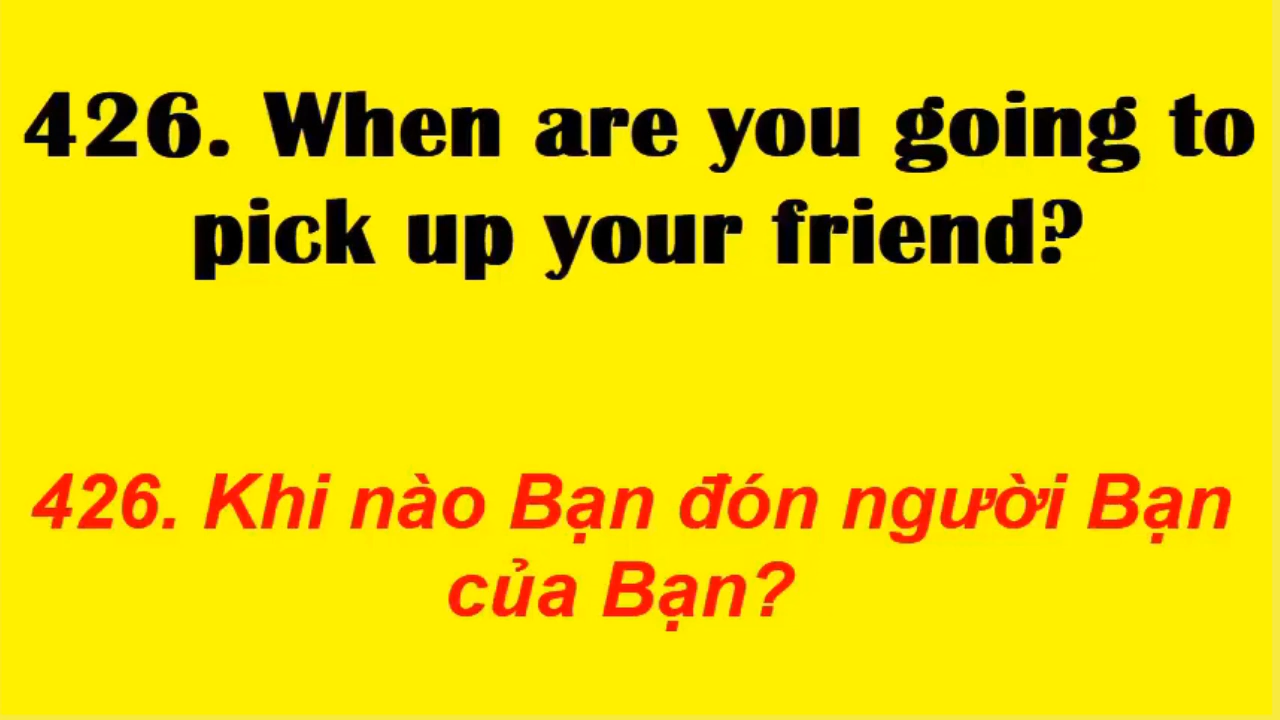 426. When are you going to
pick up your friend?
426. Khi nào Bạn đón người Bạn
của Bạn?